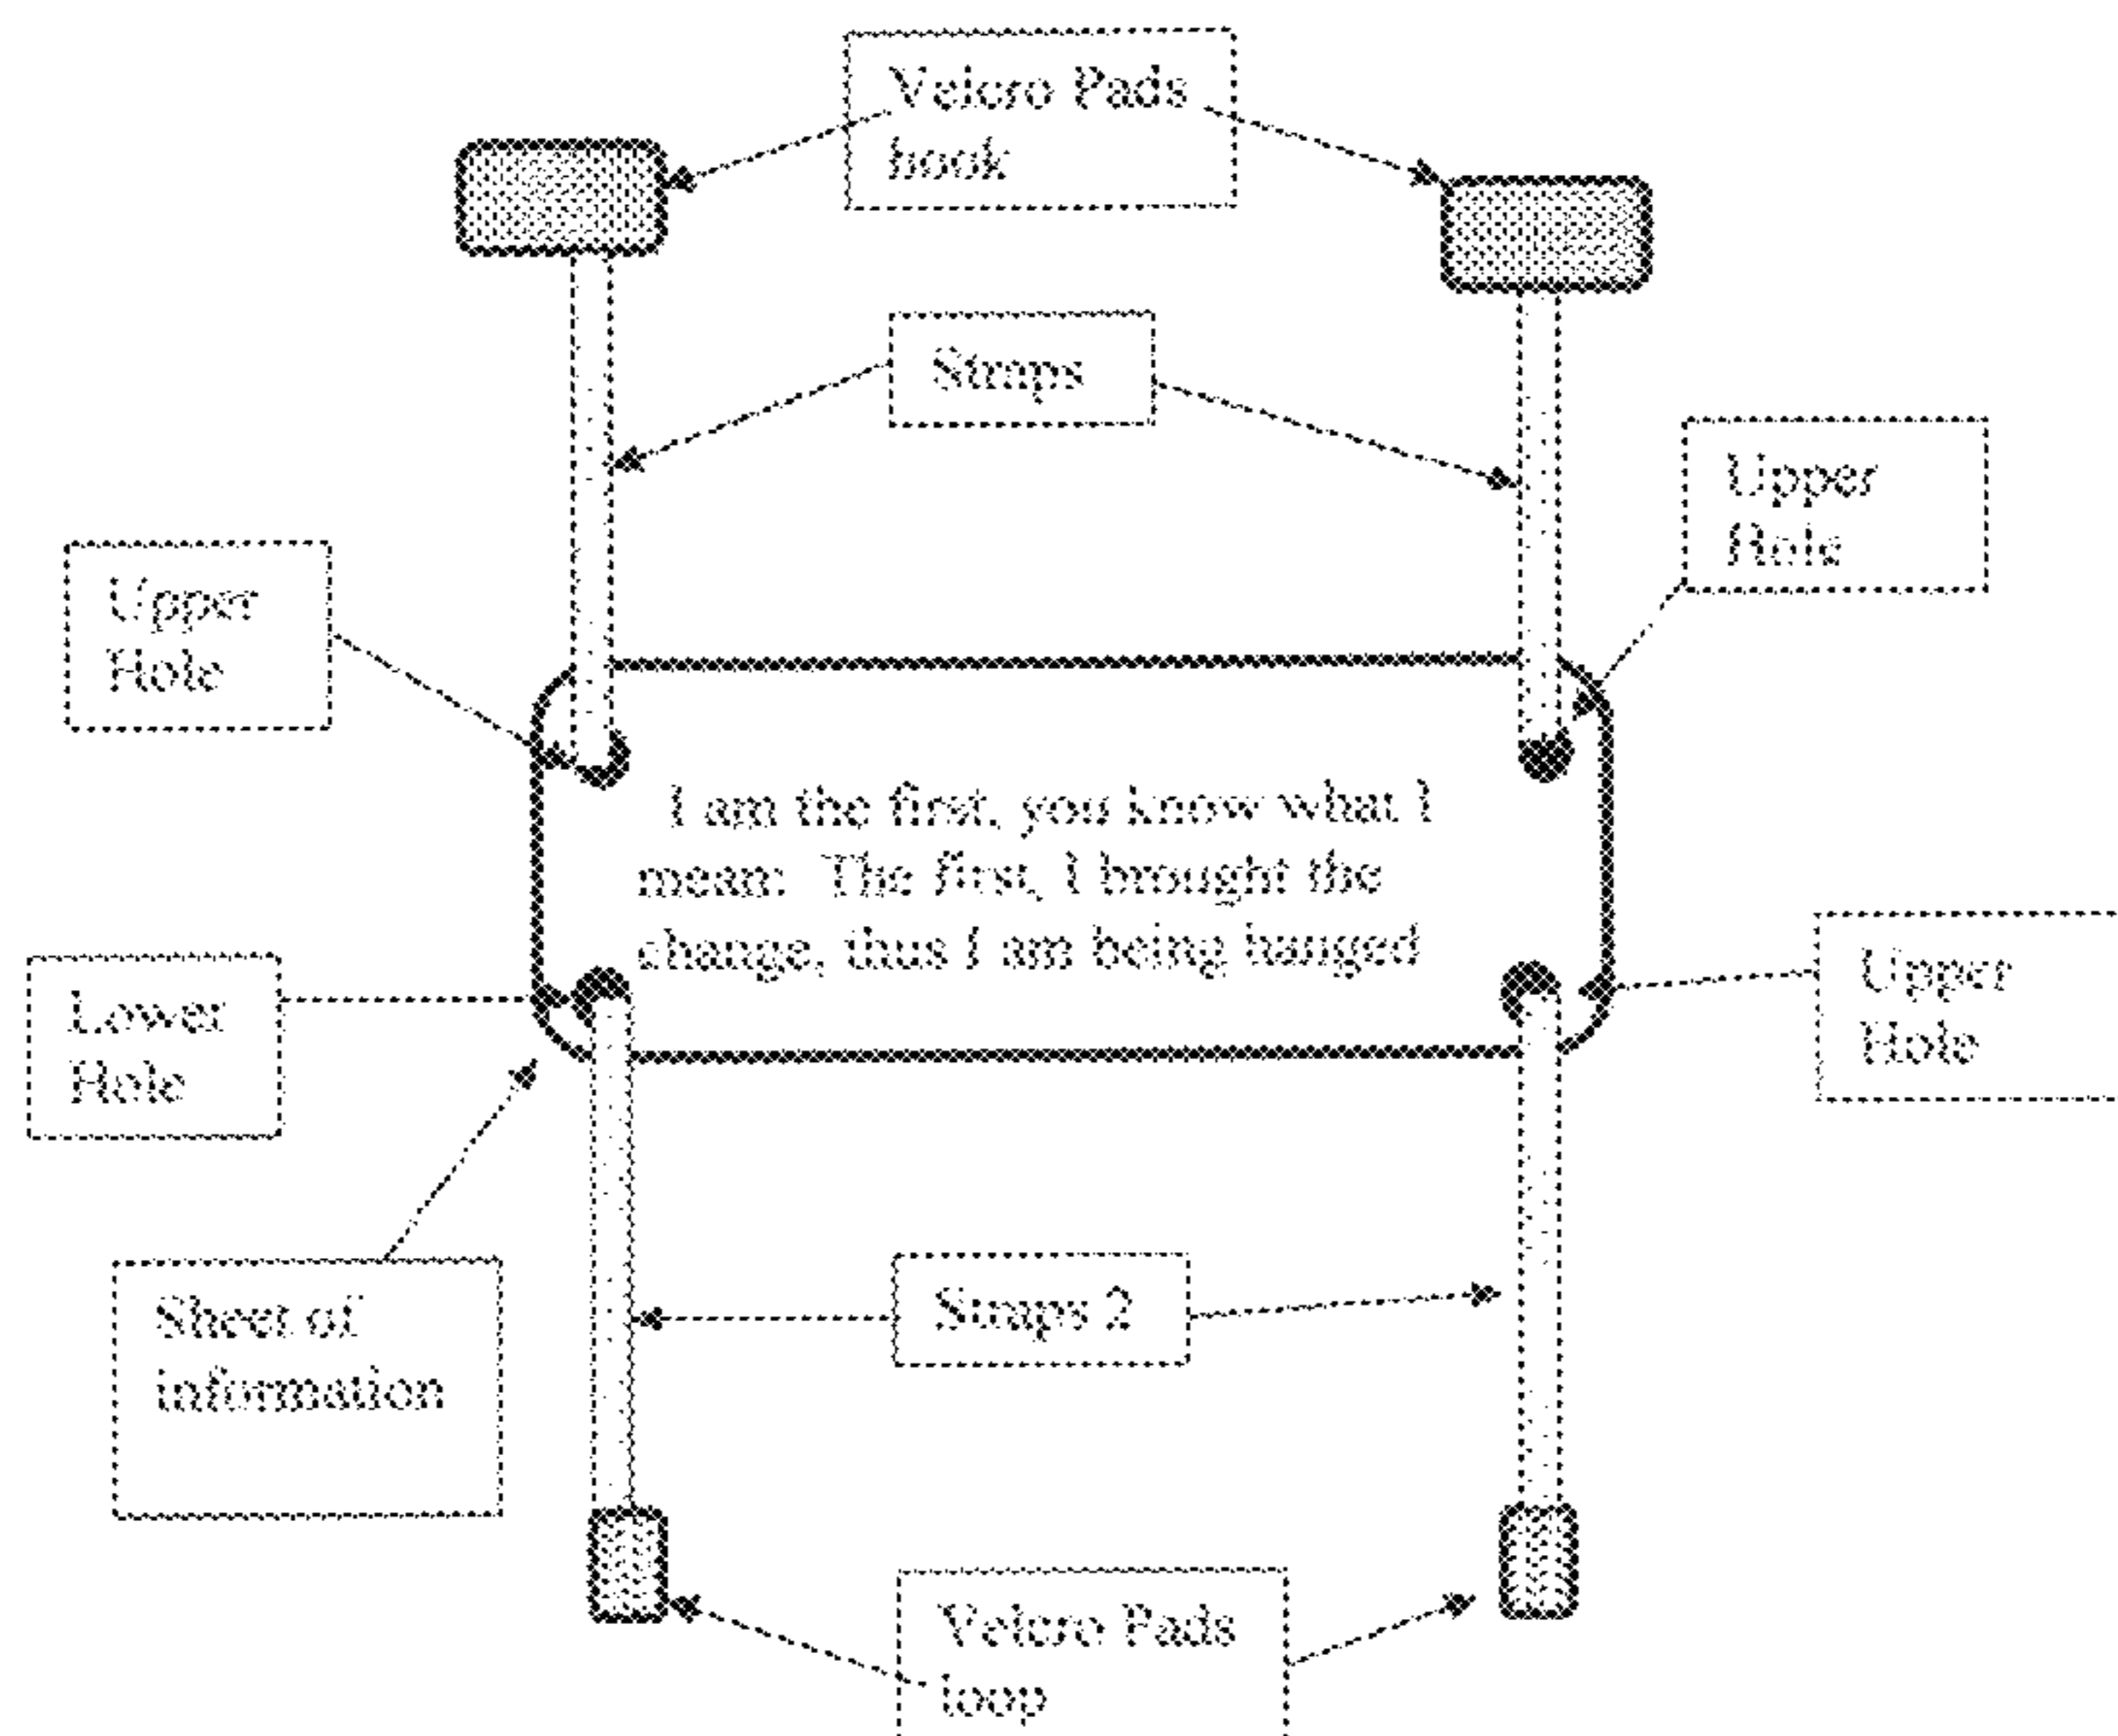 Velcro Pads
hook
Straps
Upper
Hole
Upper
Hole
I am the first, you know what I
mean: The first, I brought the
change, thus I am being hanged
Lower
Hole
Upper
Hole
Sheet of
information
Straps 2
Velcro Pads
loop